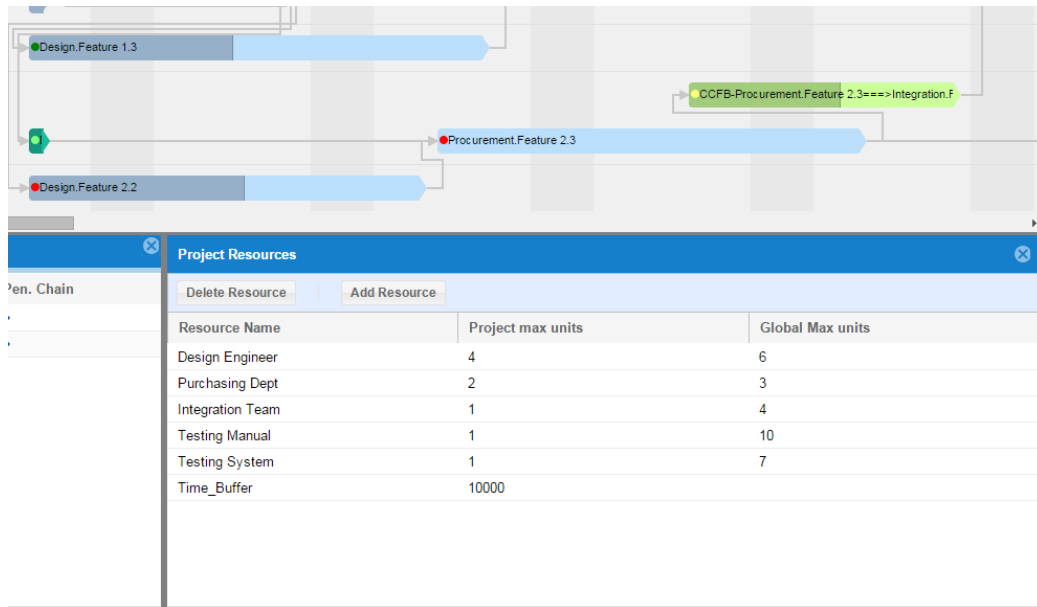 Design.Feature 1.3
CCFB-Procurement.Feature 2.3===>Integration.F
Procurement.Feature 2.3
Design.Feature 2.2
Pen. Chain
Project Resources
Delete Resource Add Resource
Resource Name Project max units Global Max units
Design Engineer 4 6
Purchasing Dept 2 3
Integration Team 1 4
Testing Manual 1 10
Testing System 1 7
Time_Buffer 10000